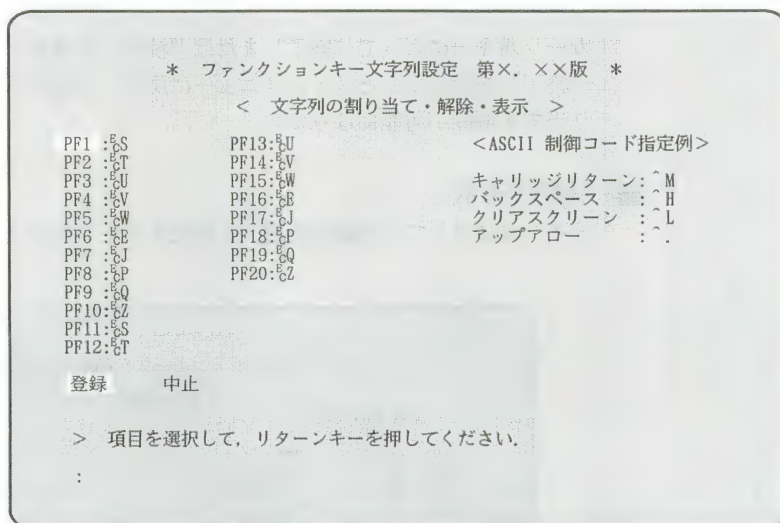 * ファンクションキー文字列設定 第×．××版 *
< 文字列の割り当て・解除・表示 >
PF1 :ECS
PF2 :ECT
PF3 :ECU
PF4 :ECV
PF5 :ECW
PF6 :ECE
PF7 :ECJ
PF8 :ECP
PF9 :ECQ
PF10:ECZ
PF11:ECS
PF12:ECT
PF13:ECU
PF14:ECV
PF15:ECW
PF16:ECE
PF17:ECJ
PF18:ECP
PF19:ECQ
PF20:ECZ
<ASCII 制御コード指定例>
キャリッジリターン:^M
バックスペース :^H
クリアスクリーン :^L
アップアロー :^.
登録 中止
> 項目を選択して，リターンキーを押してください．
: